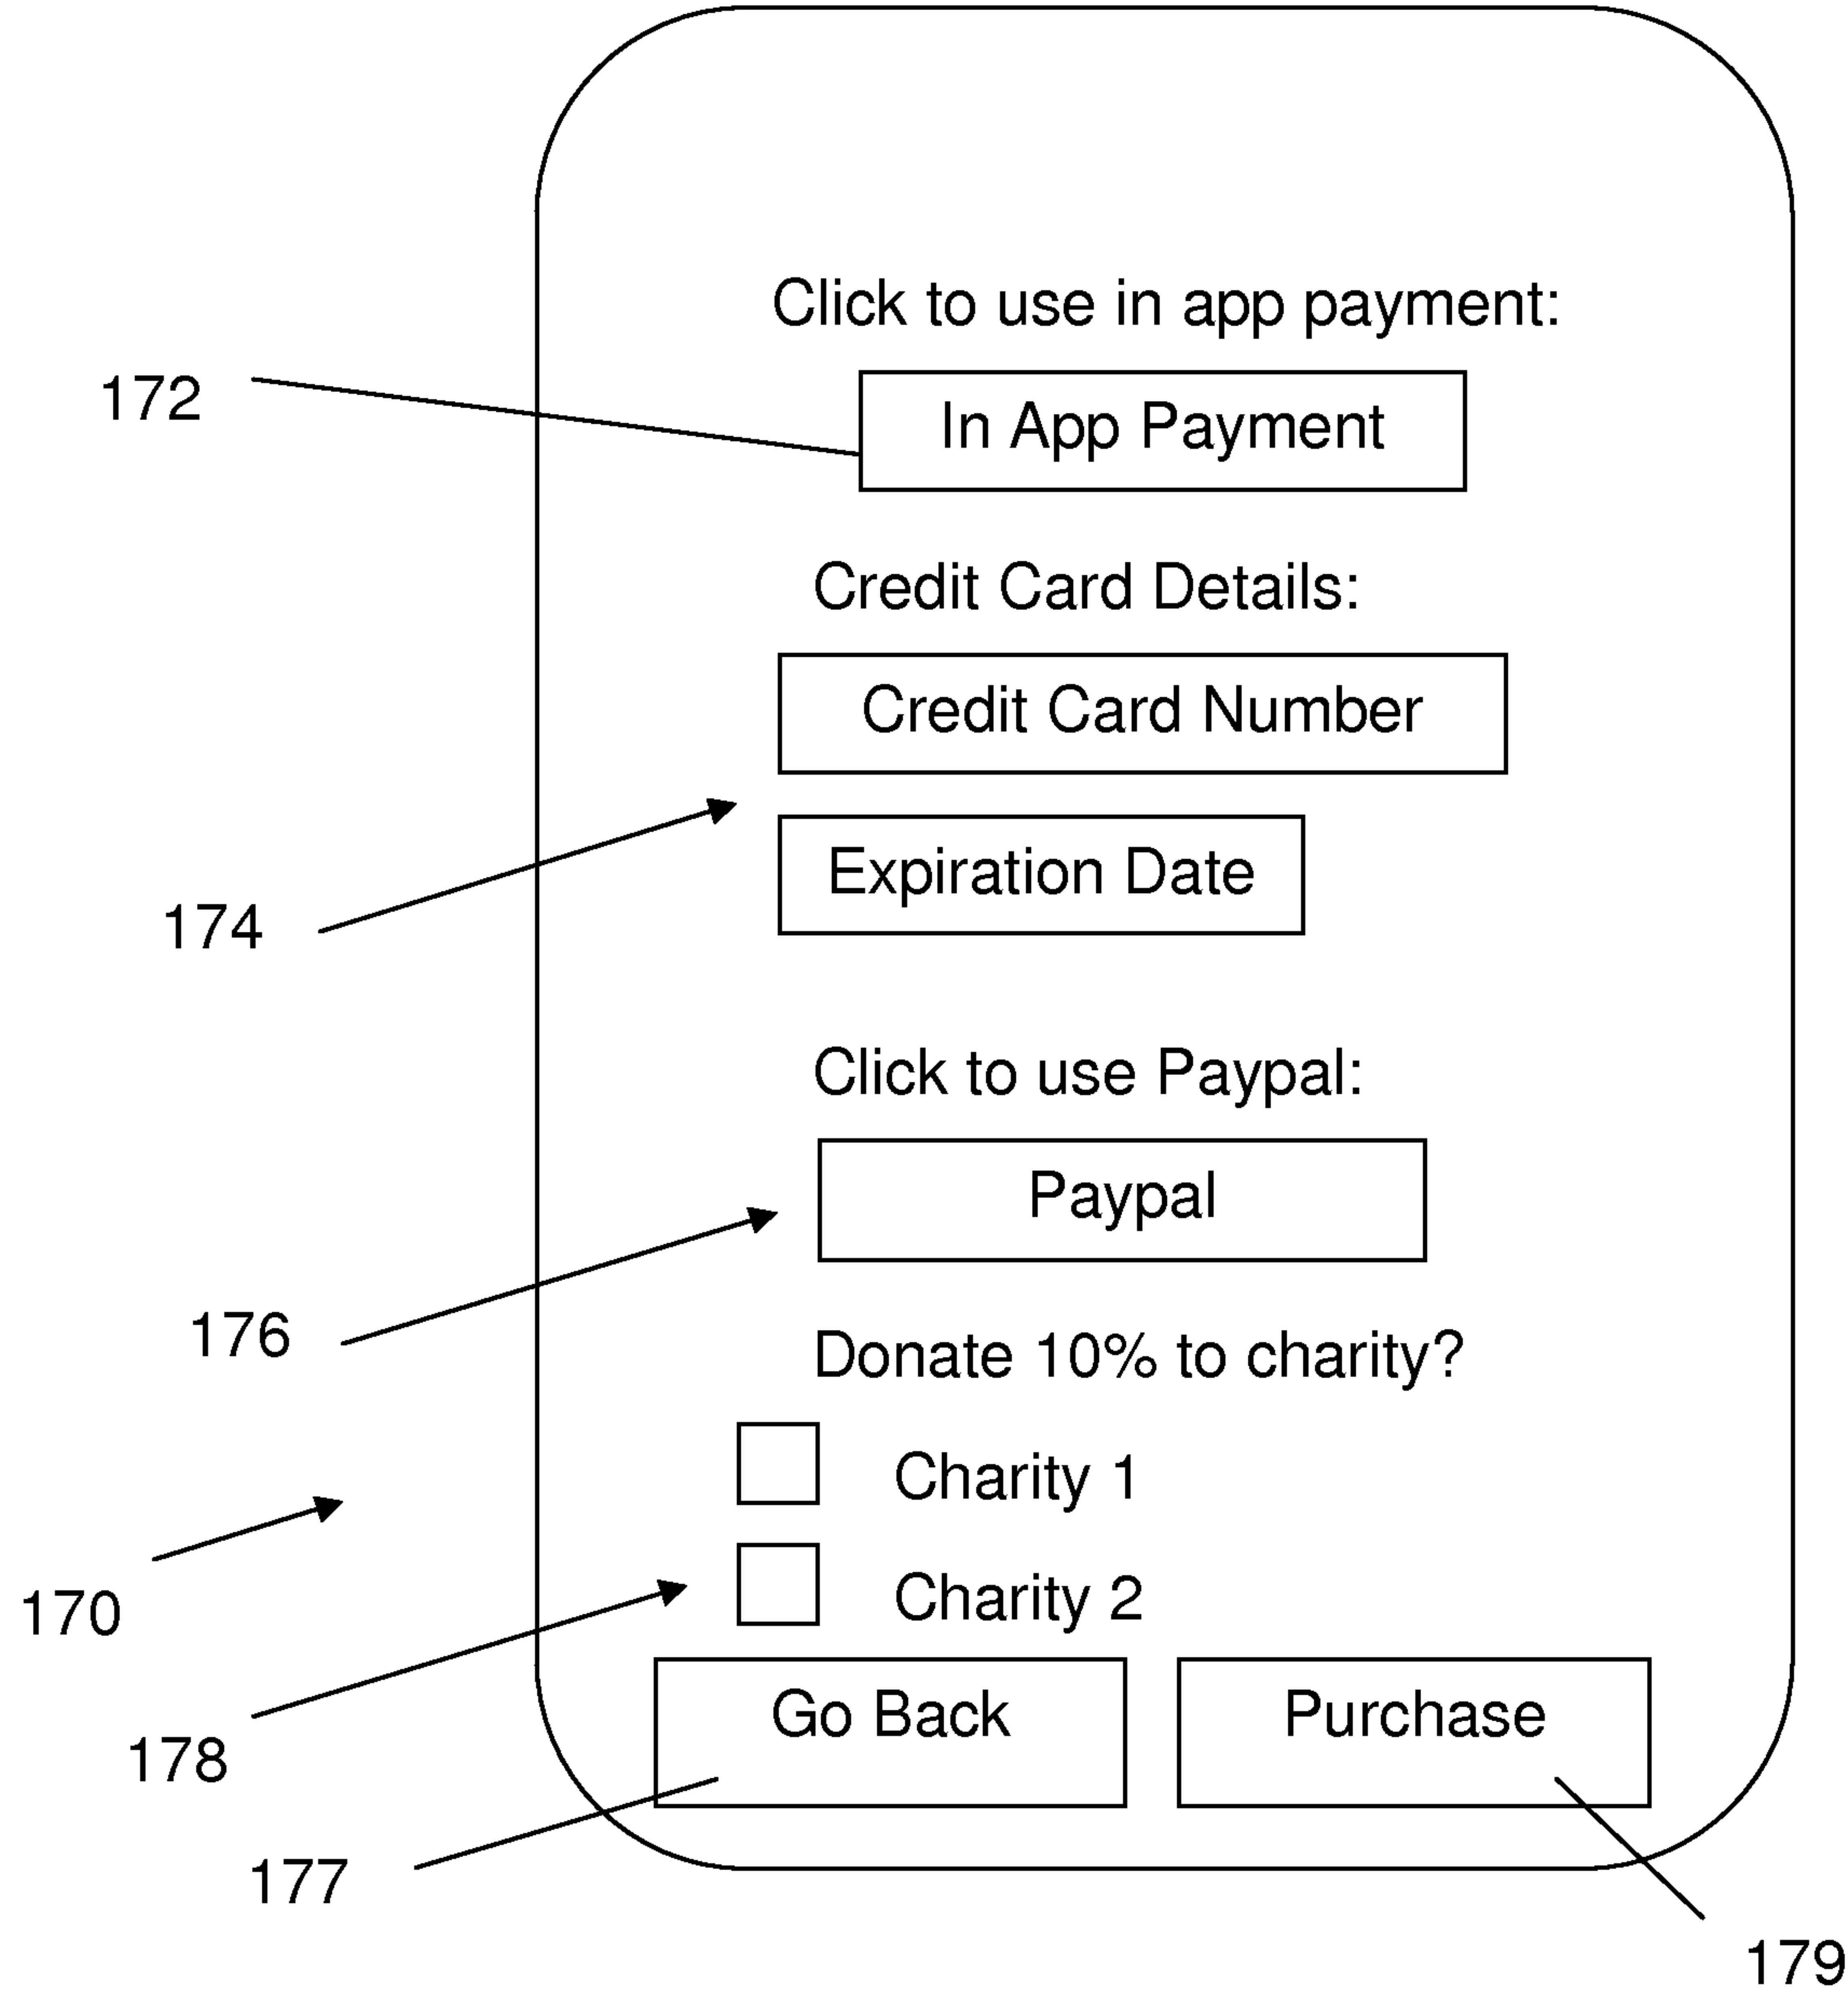 Click to use in app payment:
172
In App Payment
Credit Card Details:
Credit Card Number
Expiration Date
174
Click to use Paypal:
Paypal
176
Donate 10% to charity?
Charity 1
170
Charity 2
Go Back
Purchase
178
177
179